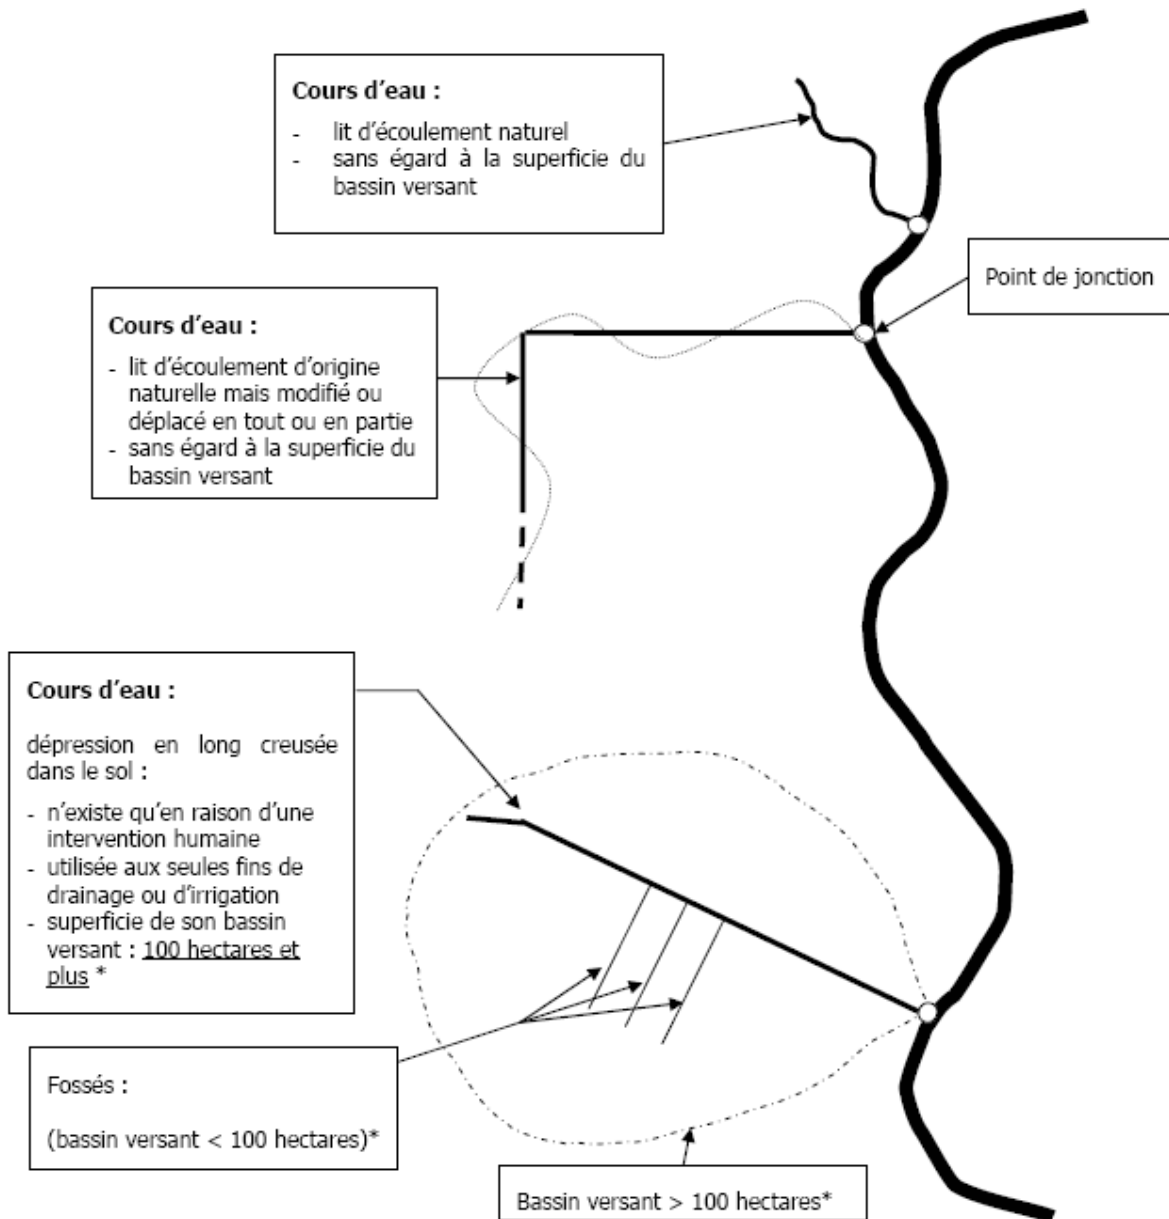 Cours d'eau :
- lit d'écoulement naturel
- sans égard à la superficie du
bassin versant
Point de jonction
Cours d'eau :
- lit d'écoulement d'origine
naturelle mais modifié ou
déplacé en tout ou en partie
- sans égard à la superficie du
bassin versant
Cours d'eau :
dépression en long creusée
dans le sol :
- n'existe qu'en raison d'une
intervention humaine
- utilisée aux seules fins de
drainage ou d'irrigation
- superficie de son bassin
versant : 100 hectares et
plus *
Fossés :
(bassin versant < 100 hectares)*
Bassin versant > 100 hectares*